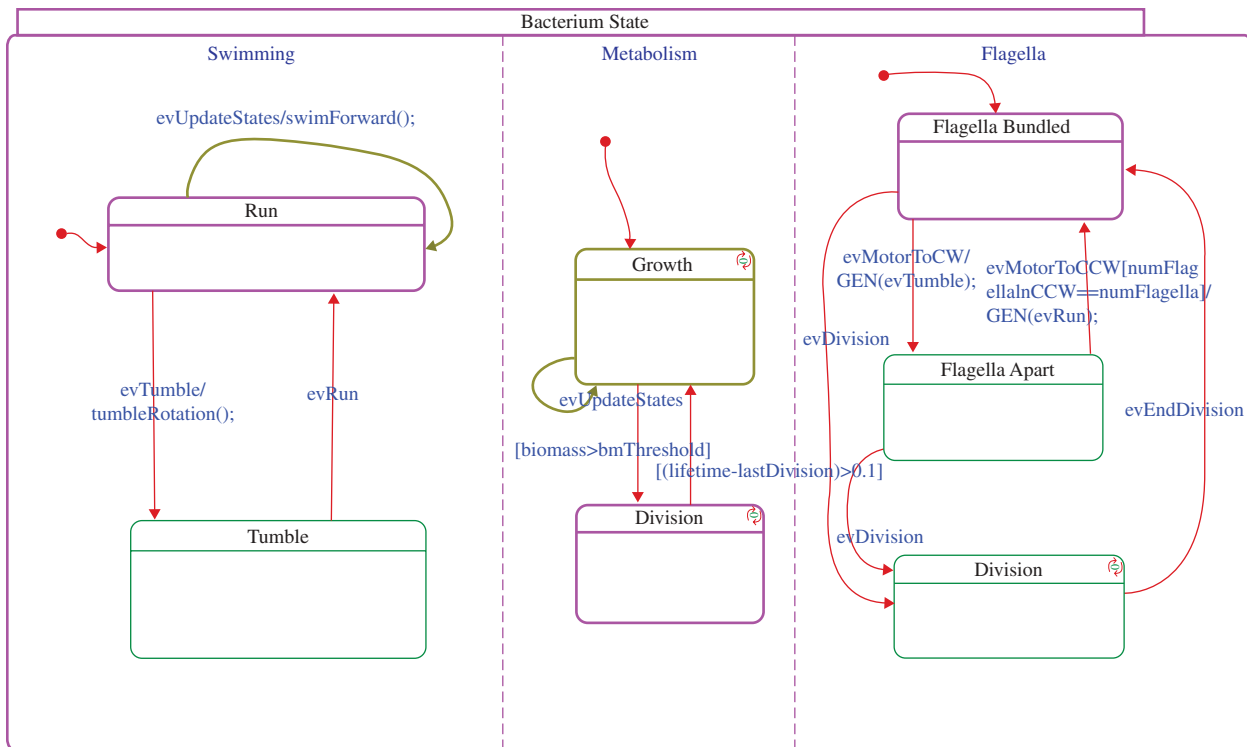 Bacterium State
Swimming
evUpdateStates/swimForward();
Run
evTumble/
tumbleRotation();
evRun
Tumble
Metabolism
Growth
evUpdateStates
[biomass>bmThreshold]
[(lifetime-lastDivision)>0.1]
Division
Flagella
Flagella Bundled
evMotorToCW/
GEN(evTumble);
evMotorToCCW[numFlag
ellalnCCW==numFlagella]/
GEN(evRun);
evDivision
Flagella Apart
evEndDivision
evDivision
Division